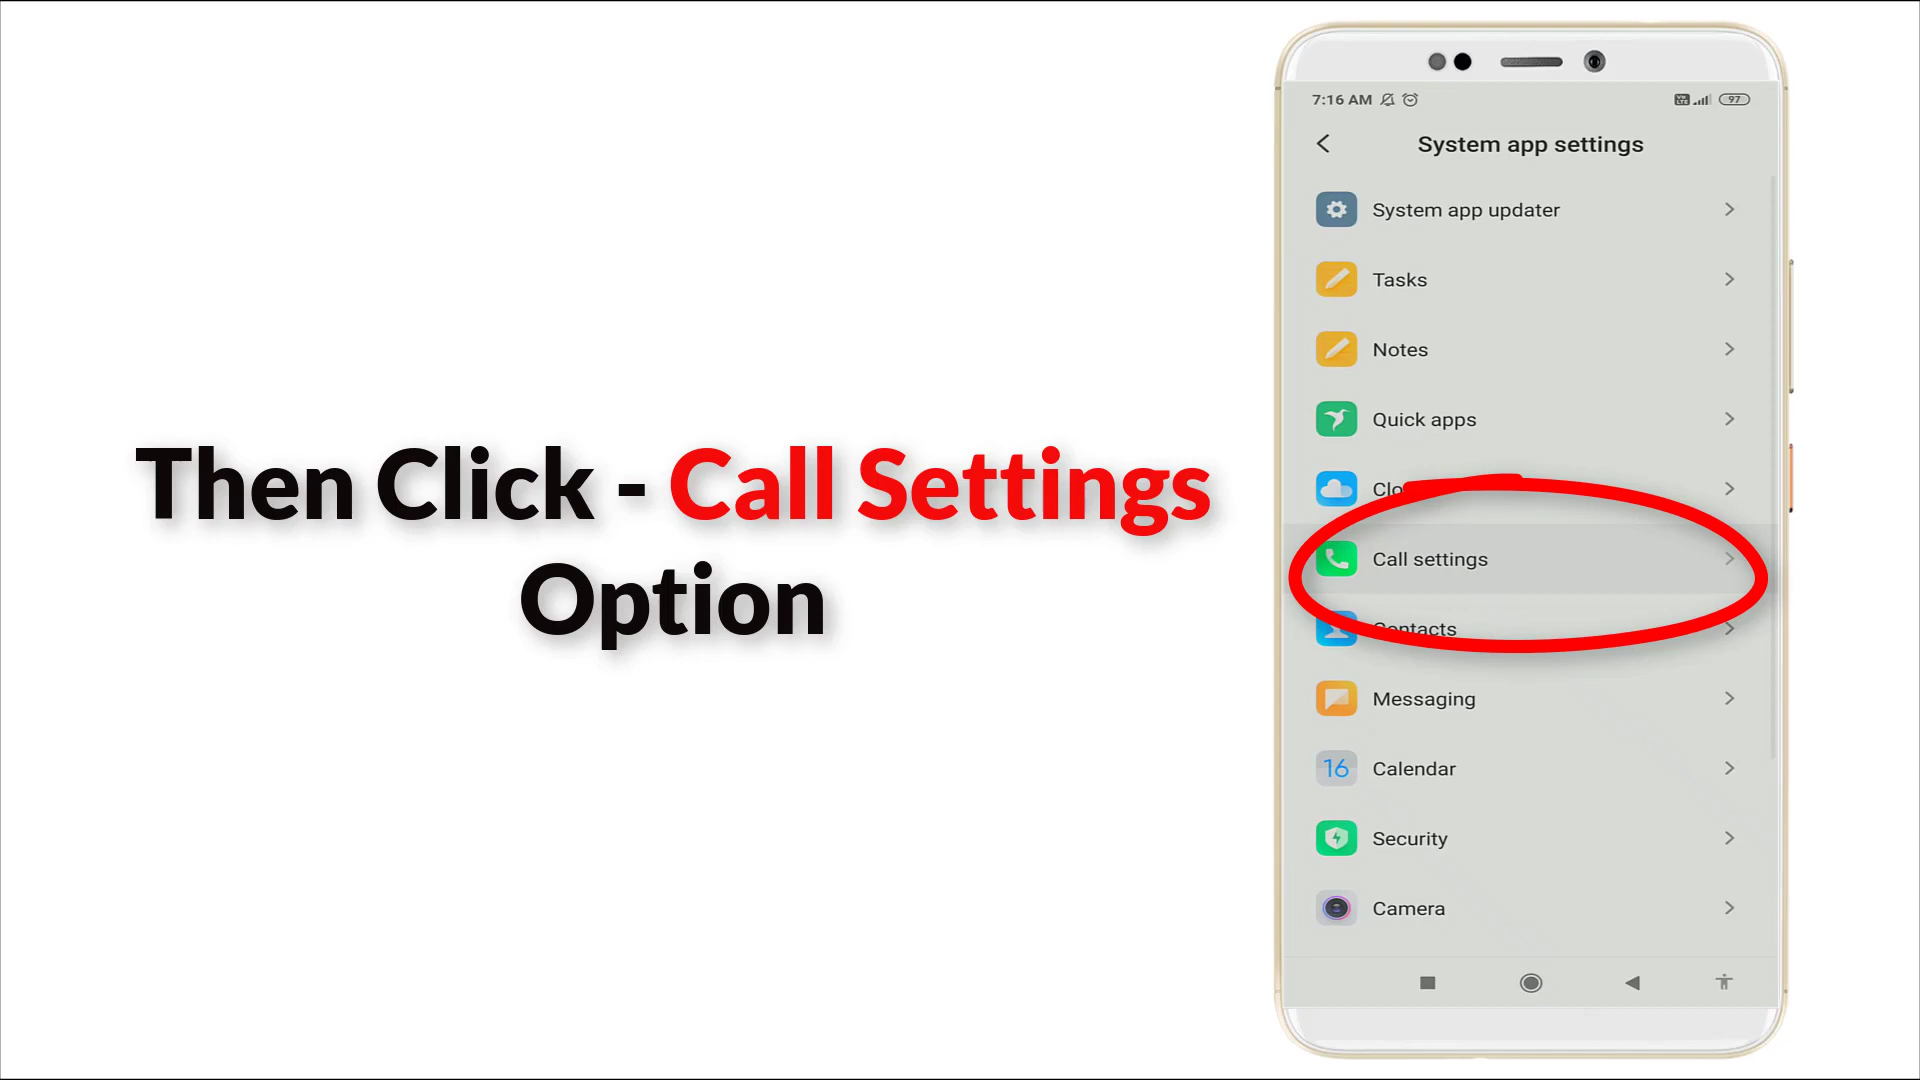 Then Click - Call Settings
Option
7:16 AM
97
System app settings
System app updater
Tasks
Notes
Quick apps
Call settings
Contacts
Messaging
16
Calendar
Security
Camera